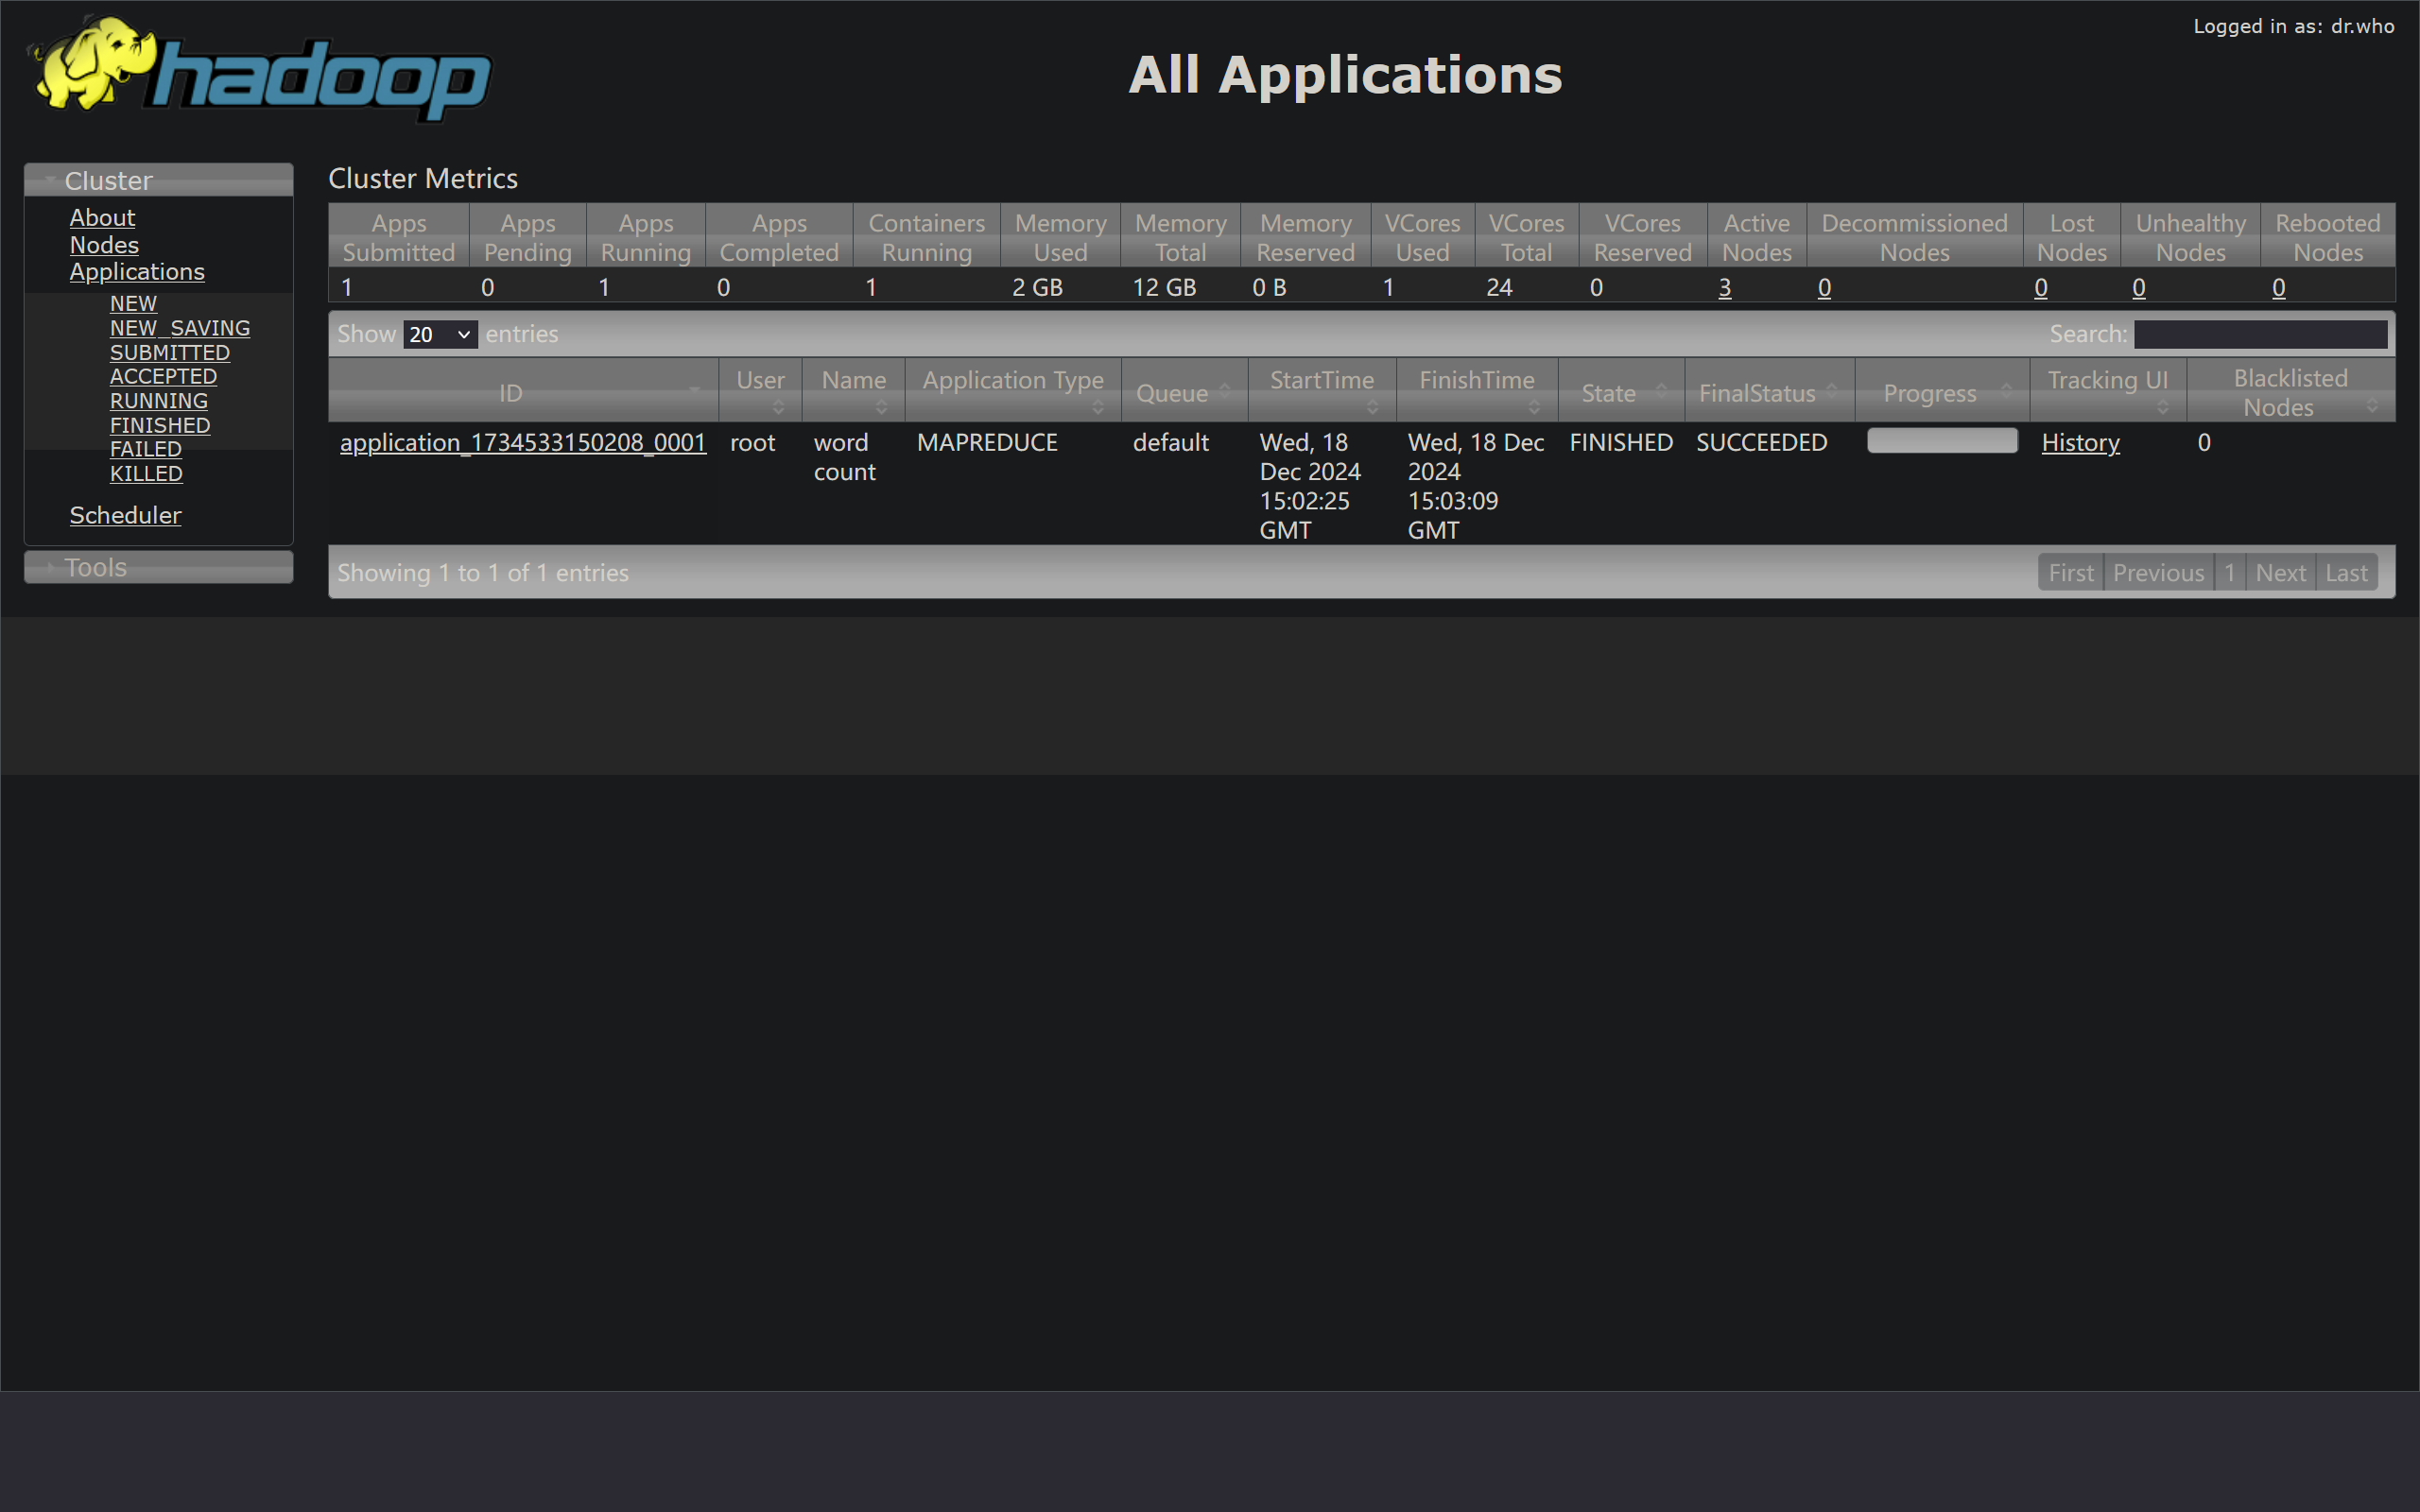 hadoop
All Applications
Logged in as: dr.who
Cluster
About
Nodes
Applications
NEW
NEW_SAVING
SUBMITTED
ACCEPTED
RUNNING
FINISHED
FAILED
KILLED
Scheduler
Tools
Cluster Metrics
Apps Submitted Apps Pending Apps Running Apps Completed Containers Running Memory Used Memory Total Memory Reserved VCores Used VCores Total VCores Reserved Active Nodes Decommissioned Nodes Lost Nodes Unhealthy Nodes Rebooted Nodes
1 0 1 0 1 2 GB 12 GB 0 B 1 24 0 3 0 0 0 0
Show 20 entries Search:
ID User Name Application Type Queue StartTime FinishTime State FinalStatus Progress Tracking UI Blacklisted Nodes
application_1734533150208_0001 root word count MAPREDUCE default Wed, 18 Dec 2024 15:02:25 GMT Wed, 18 Dec 2024 15:03:09 GMT FINISHED SUCCEEDED History 0
Showing 1 to 1 of 1 entries First Previous 1 Next Last